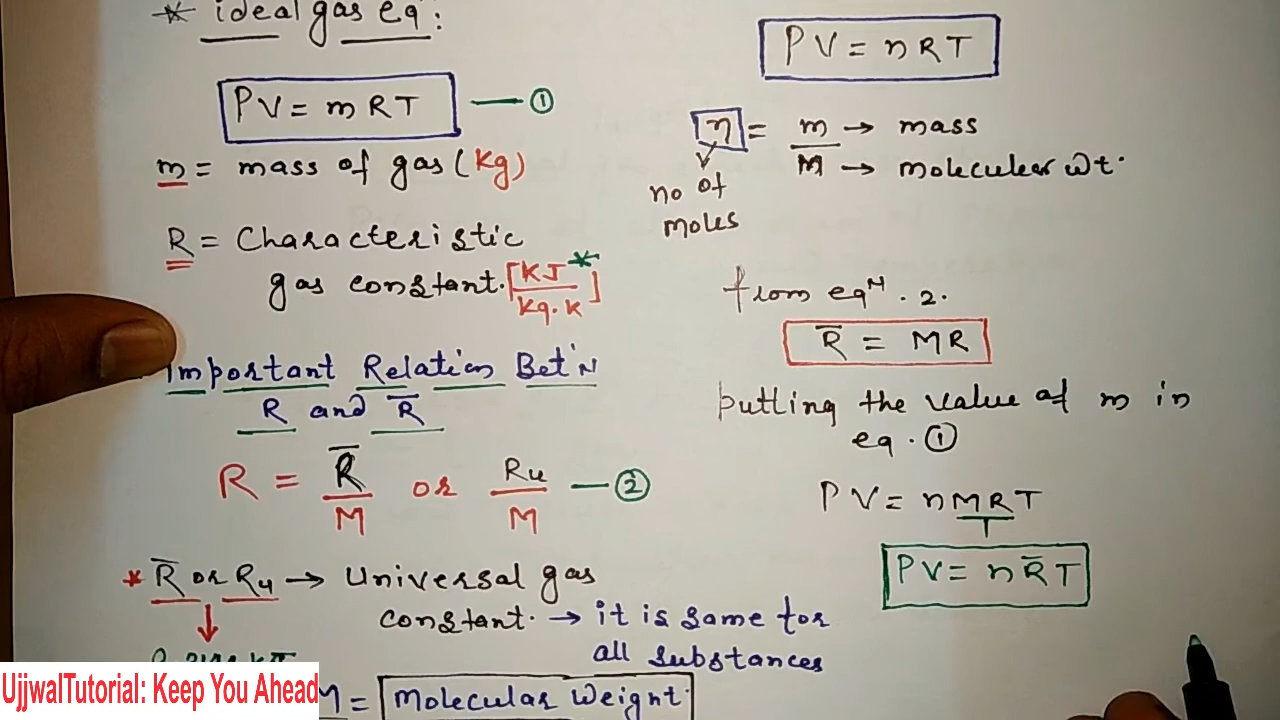 * ideal gas eqn:
PV = mRT — ①
m = mass of gas (Kg)
R = Characteristic
gas constant. [KJ* / Kg.K]
Important Relation Bet'n
R and R̅
R = R̅/M or Ru/M — ②
* R̅ or Ru → Universal gas
constant. → it is same for
all substances
M = Molecular Weight.
PV = nRT
n = m → mass
M → molecular wt.
no of
moles
from eqn. 2.
R̅ = MR
putting the value of m in
eq. ①
PV = nMRT
PV = nR̅T
UjjwalTutorial: Keep You Ahead